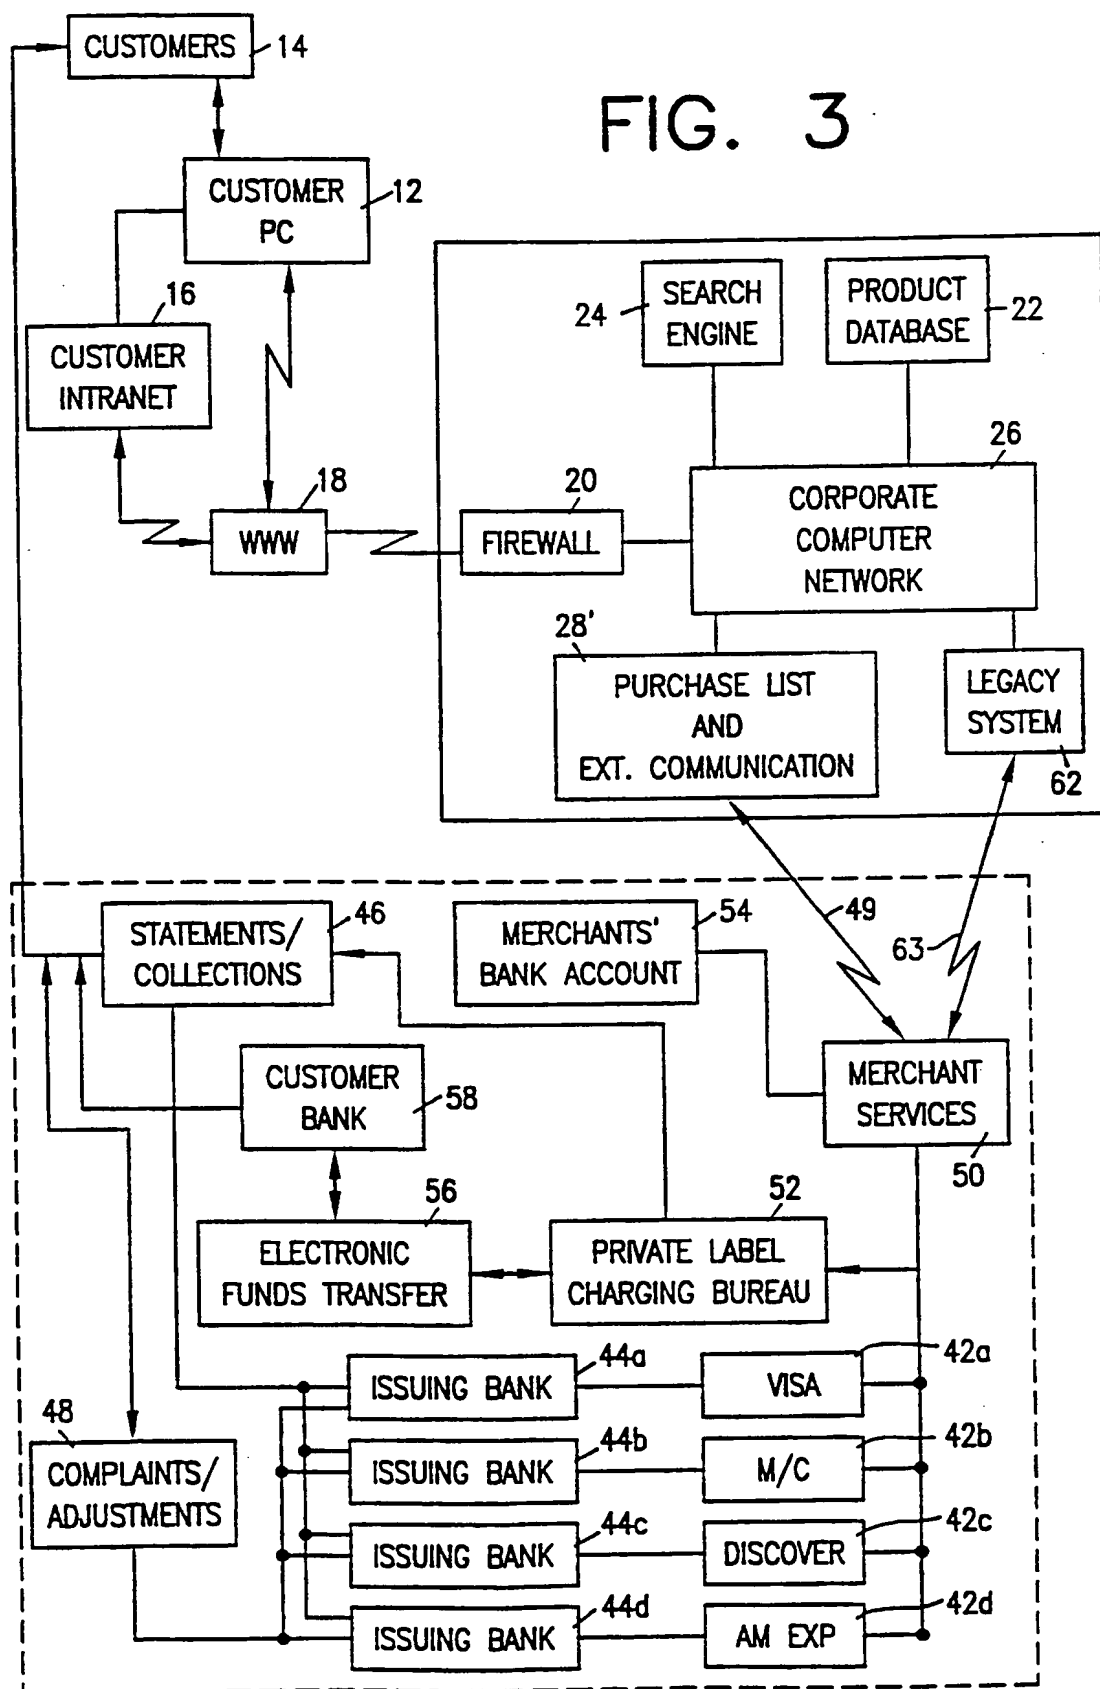 CUSTOMERS
14
FIG. 3
CUSTOMER
PC
12
16
CUSTOMER
INTRANET
18
WWW
24
SEARCH
ENGINE
PRODUCT
DATABASE
22
26
20
FIREWALL
CORPORATE
COMPUTER
NETWORK
28'
PURCHASE LIST
AND
EXT. COMMUNICATION
LEGACY
SYSTEM
62
STATEMENTS/
COLLECTIONS
46
MERCHANTS'
BANK ACCOUNT
54
49
63
CUSTOMER
BANK
58
MERCHANT
SERVICES
50
56
ELECTRONIC
FUNDS TRANSFER
52
PRIVATE LABEL
CHARGING BUREAU
44a
ISSUING BANK
42a
VISA
48
COMPLAINTS/
ADJUSTMENTS
44b
ISSUING BANK
42b
M/C
44c
ISSUING BANK
42c
DISCOVER
44d
ISSUING BANK
42d
AM EXP